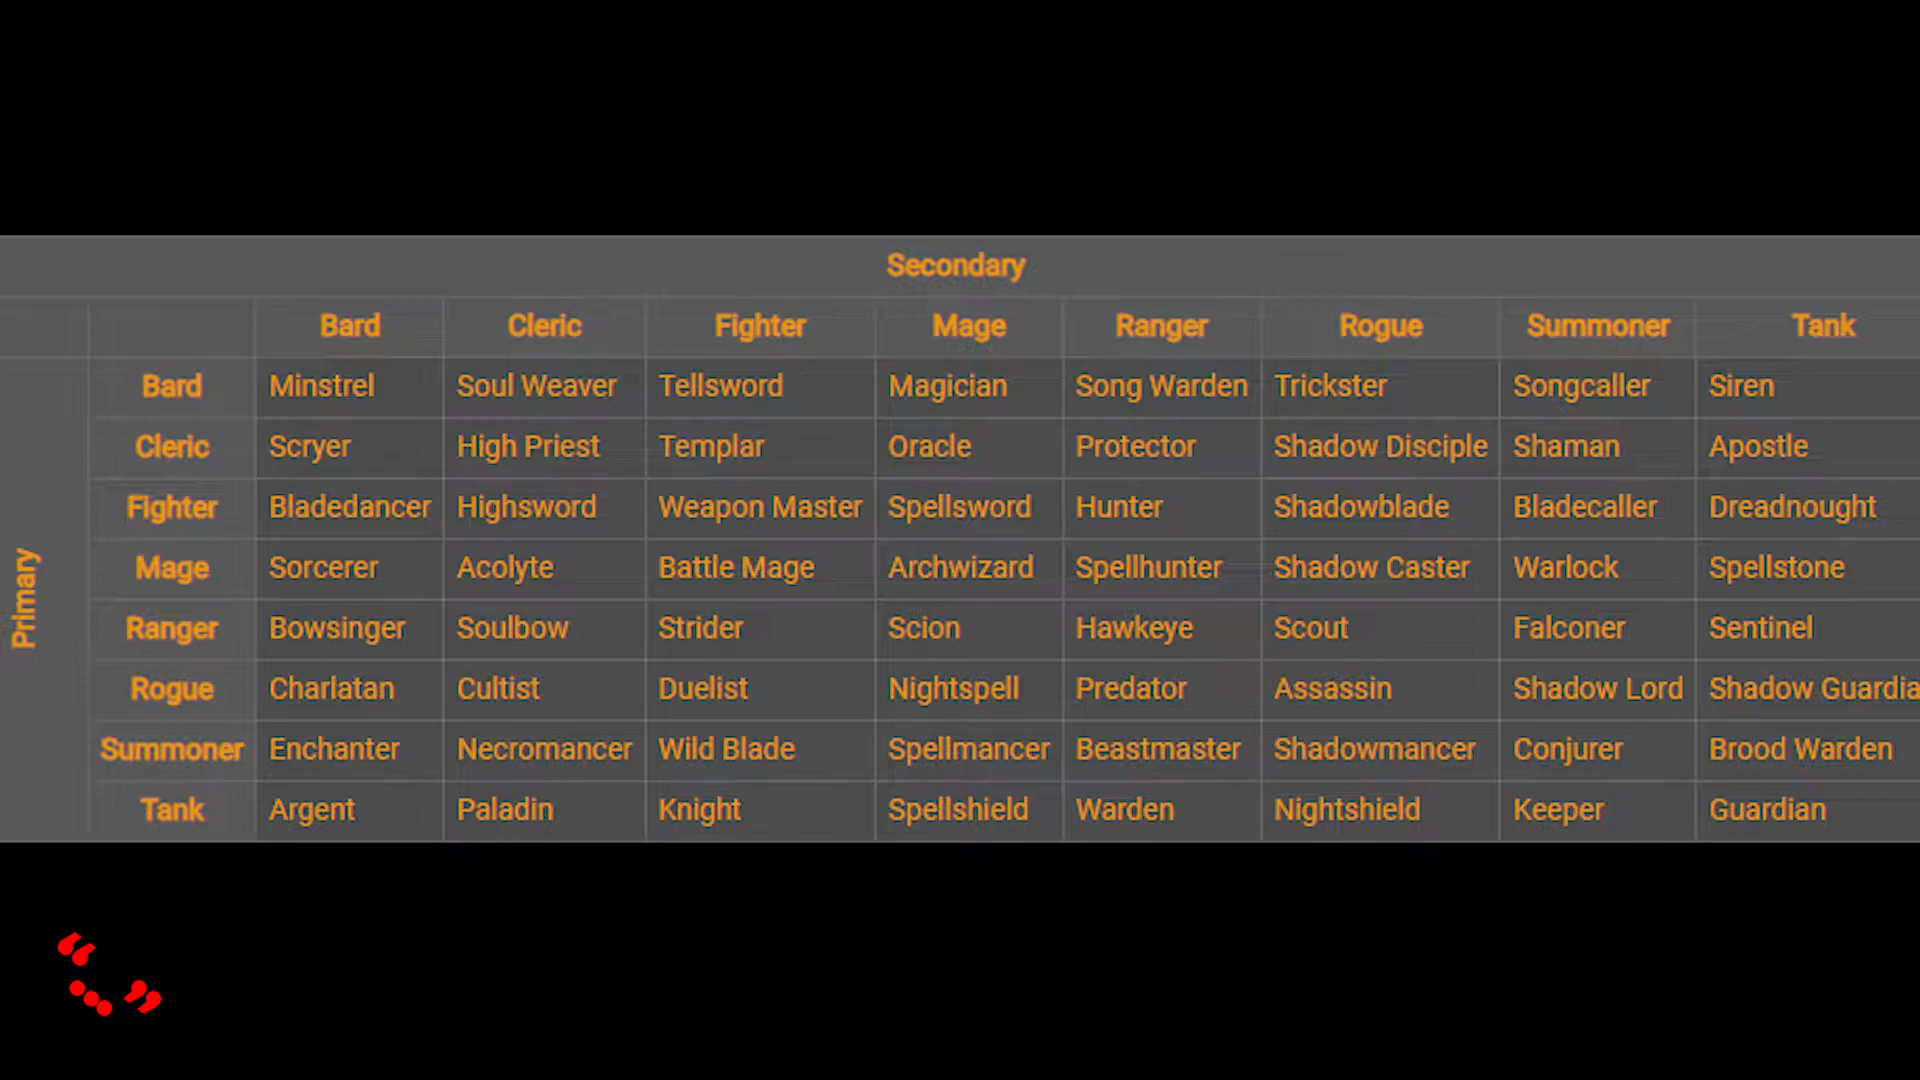 Secondary
Bard Cleric Fighter Mage Ranger Rogue Summoner Tank
Bard Minstrel Soul Weaver Tellsword Magician Song Warden Trickster Songcaller Siren
Cleric Scryer High Priest Templar Oracle Protector Shadow Disciple Shaman Apostle
Fighter Bladedancer Highsword Weapon Master Spellsword Hunter Shadowblade Bladecaller Dreadnought
Primary
Mage Sorcerer Acolyte Battle Mage Archwizard Spellhunter Shadow Caster Warlock Spellstone
Ranger Bowsinger Soulbow Strider Scion Hawkeye Scout Falconer Sentinel
Rogue Charlatan Cultist Duelist Nightspell Predator Assassin Shadow Lord Shadow Guardia
Summoner Enchanter Necromancer Wild Blade Spellmancer Beastmaster Shadowmancer Conjurer Brood Warden
Tank Argent Paladin Knight Spellshield Warden Nightshield Keeper Guardian
“...”